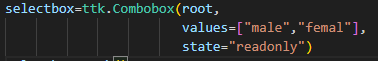 selectbox=ttk.Combobox(root,
values=["male","femal"],
state="readonly")